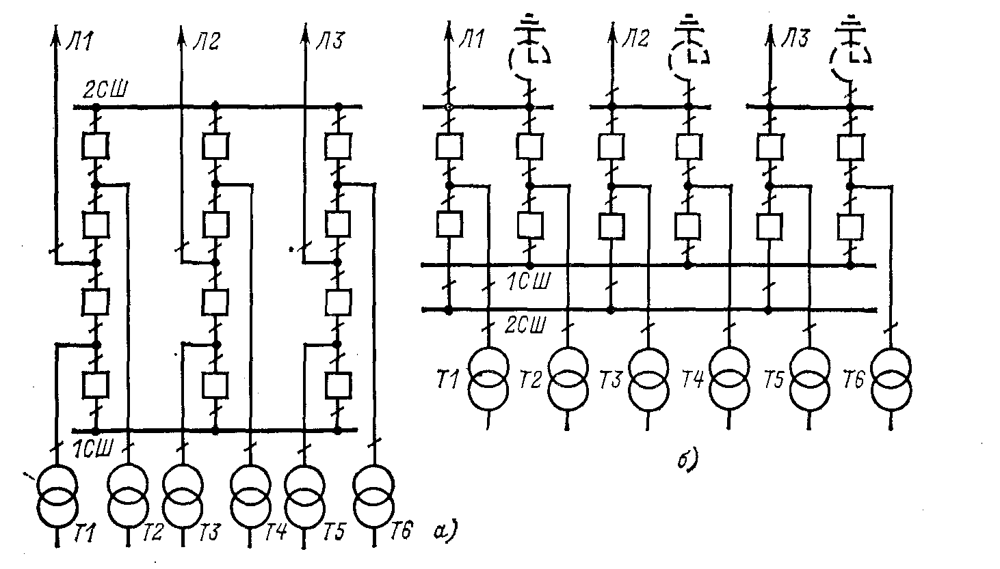 Л1 Л2 Л3
2СШ
1СШ
Т1 Т2 Т3 Т4 Т5 Т6
а)
Л1 Л2 Л3
1СШ
2СШ
Т1 Т2 Т3 Т4 Т5 Т6
б)